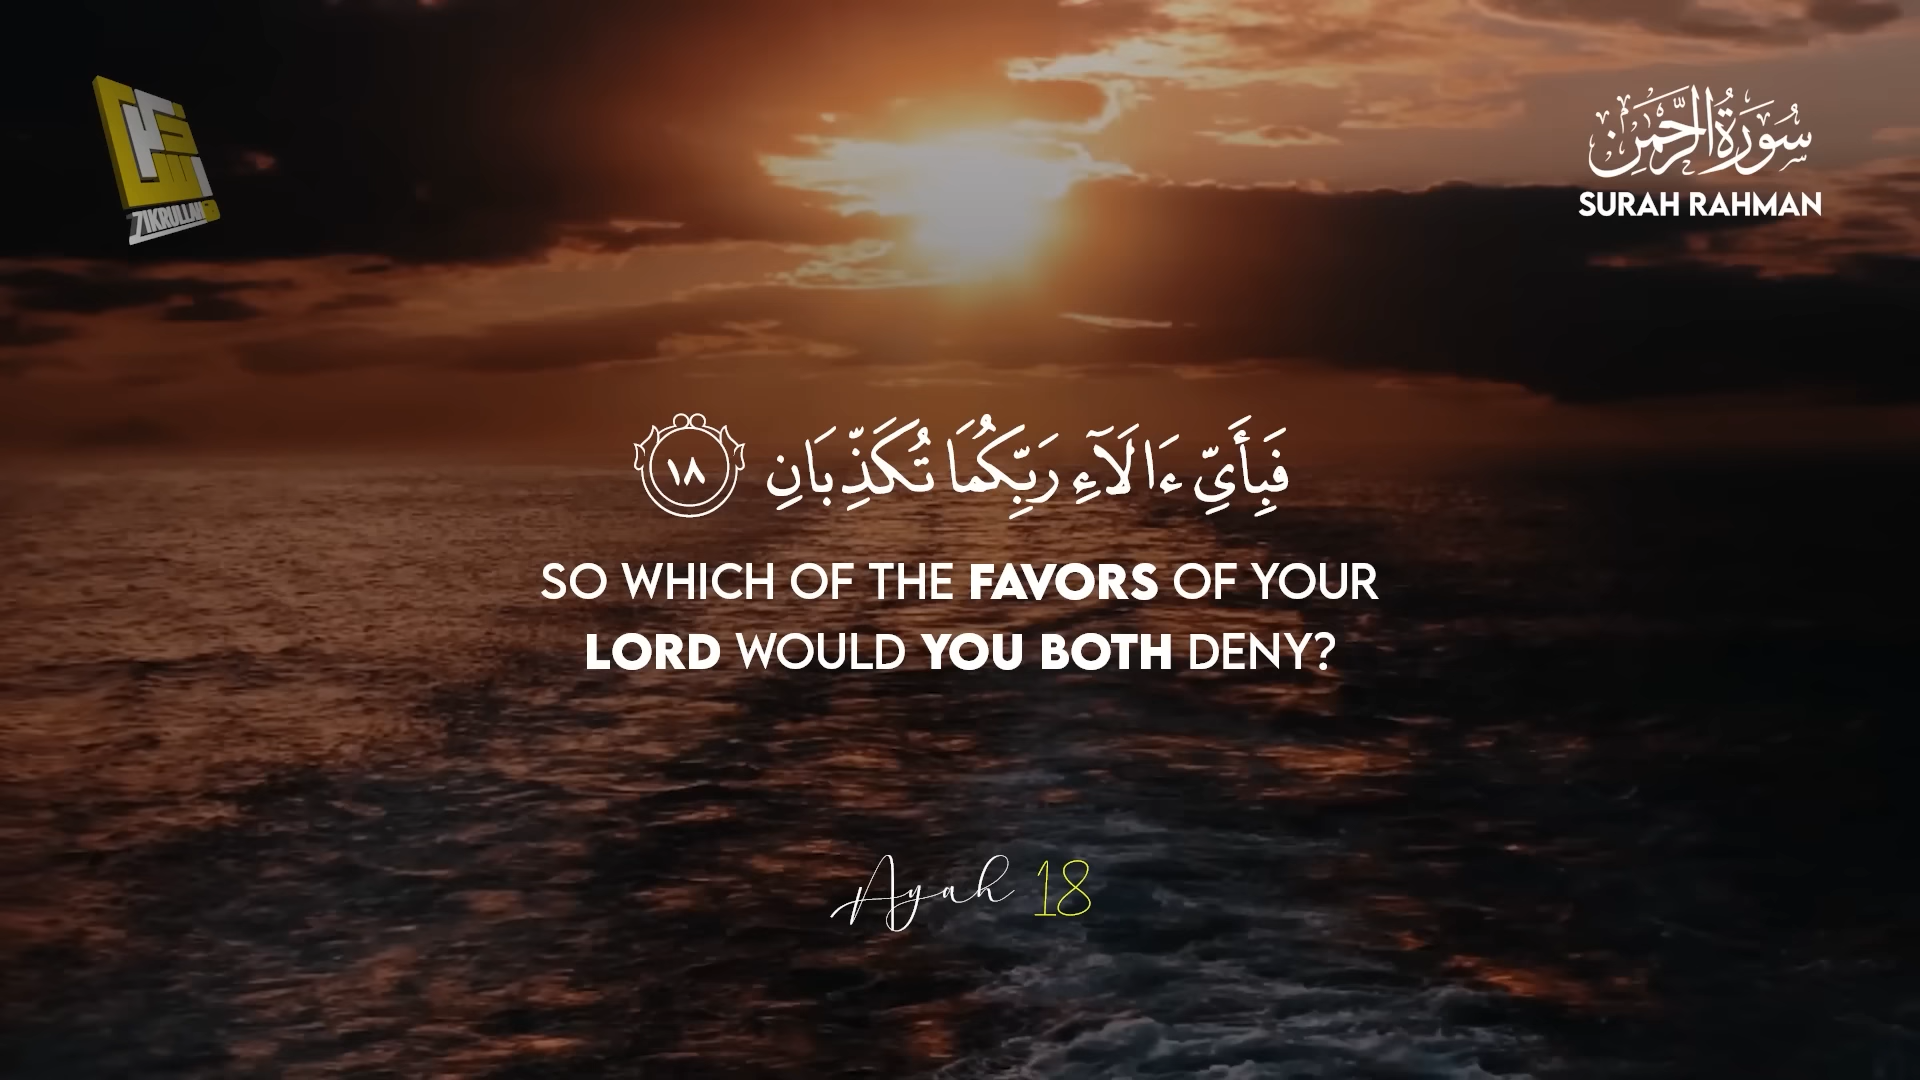 ZIKRULLAH
سُورَةُ الرَّحْمَن
SURAH RAHMAN
فَبِأَيِّ ءَالَآءِ رَبِّكُمَا تُكَذِّبَانِ ١٨
SO WHICH OF THE FAVORS OF YOUR
LORD WOULD YOU BOTH DENY?
Ayah 18